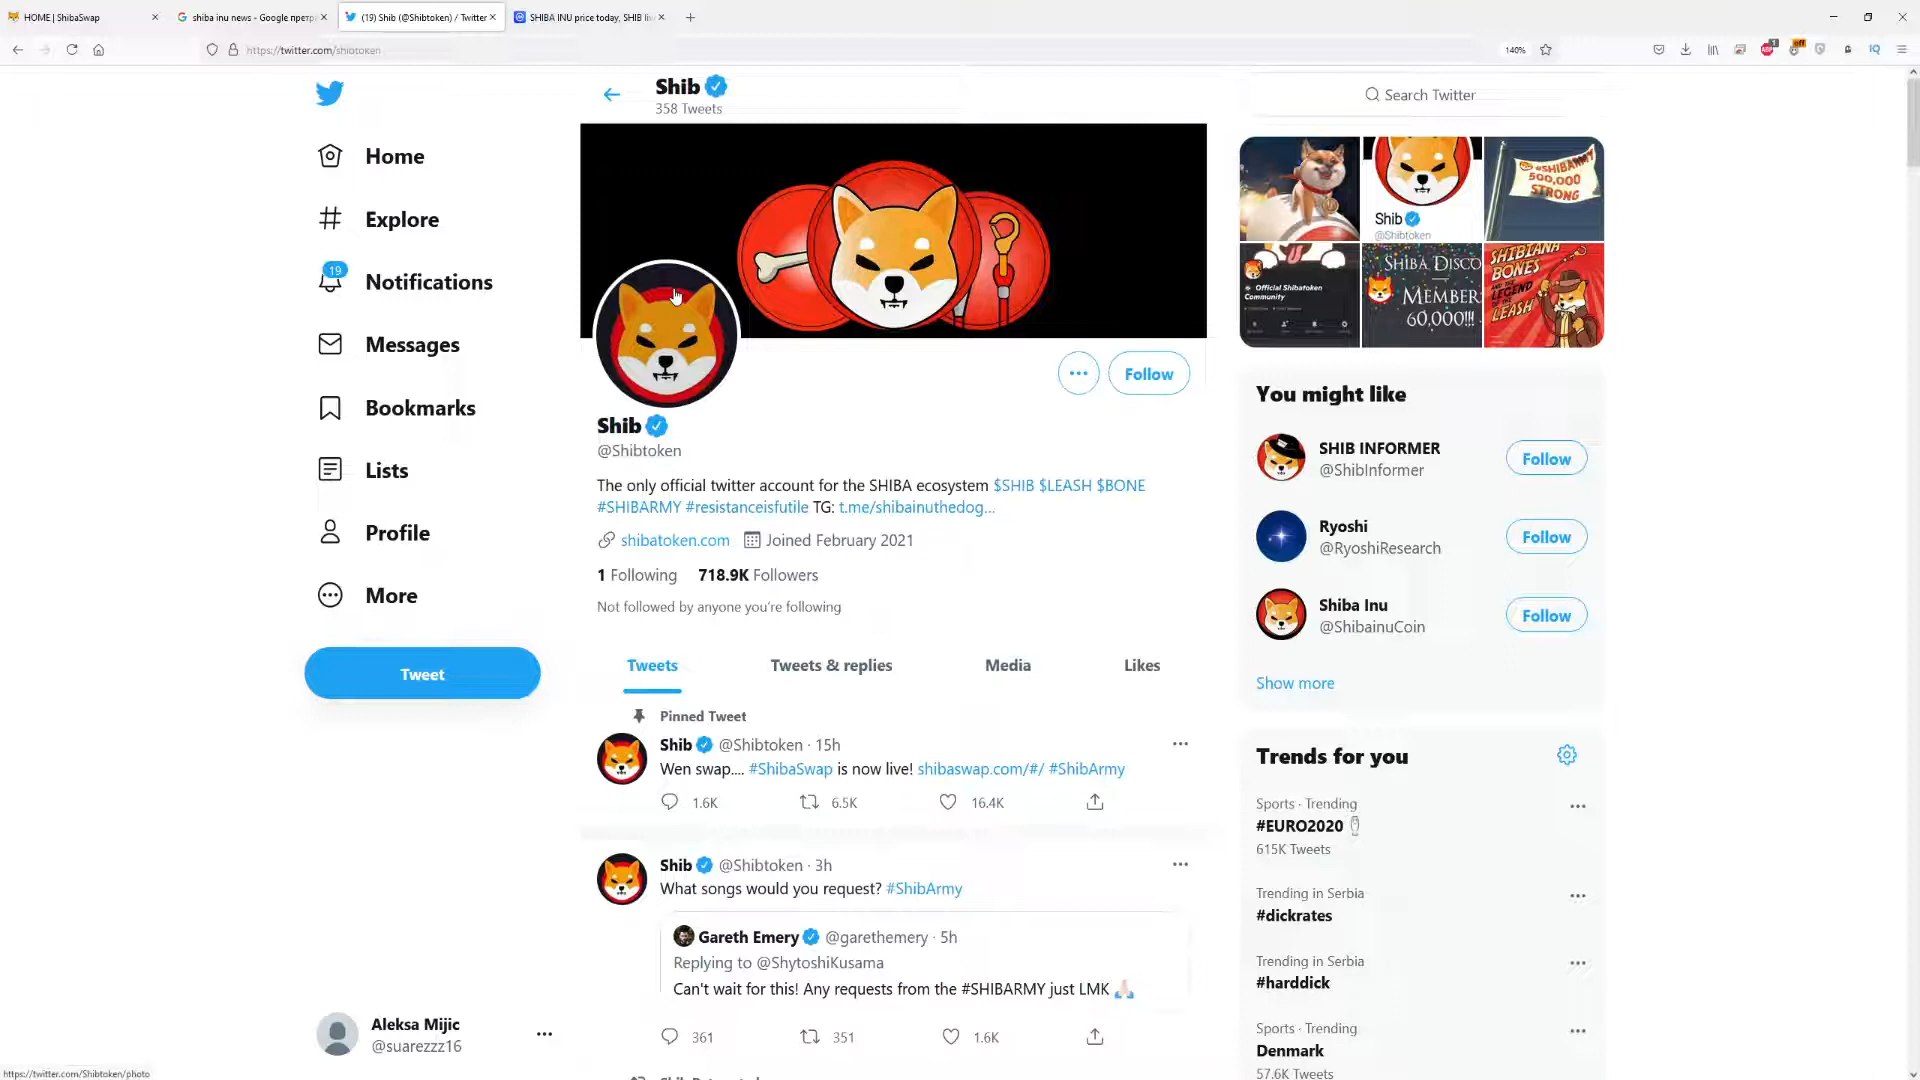 HOME | ShibaSwap
shiba inu news - Google претр
(19) Shib (@Shibtoken) / Twitter
SHIBA INU price today, SHIB liv
https://twitter.com/shibtoken
140%
Shib
358 Tweets
Search Twitter
Home
Explore
19
Notifications
Messages
Bookmarks
Lists
Profile
More
Tweet
#SHIBARMY
500,000
STRONG
Shib
@Shibtoken
Official Shibatoken
Community
SHIBA DISCO
MEMBER
60,000!!!
SHIBIANA
BONES
AND THE
LEGEND
OF THE
LEASH
Follow
Shib
@Shibtoken
The only official twitter account for the SHIBA ecosystem $SHIB $LEASH $BONE
#SHIBARMY #resistanceisfutile TG: t.me/shibainuthedog...
shibatoken.com Joined February 2021
1 Following 718.9K Followers
Not followed by anyone you're following
Tweets Tweets & replies Media Likes
Pinned Tweet
Shib @Shibtoken · 15h
Wen swap.... #ShibaSwap is now live! shibaswap.com/#/ #ShibArmy
1.6K 6.5K 16.4K
Shib @Shibtoken · 3h
What songs would you request? #ShibArmy
Gareth Emery @garethemery · 5h
Replying to @ShytoshiKusama
Can't wait for this! Any requests from the #SHIBARMY just LMK
361 351 1.6K
You might like
SHIB INFORMER
@ShibInformer
Follow
Ryoshi
@RyoshiResearch
Follow
Shiba Inu
@ShibainuCoin
Follow
Show more
Trends for you
Sports · Trending
#EURO2020
615K Tweets
Trending in Serbia
#dickrates
Trending in Serbia
#harddick
Sports · Trending
Denmark
57.6K Tweets
Aleksa Mijic
@suarezzz16
https://twitter.com/Shibtoken/photo